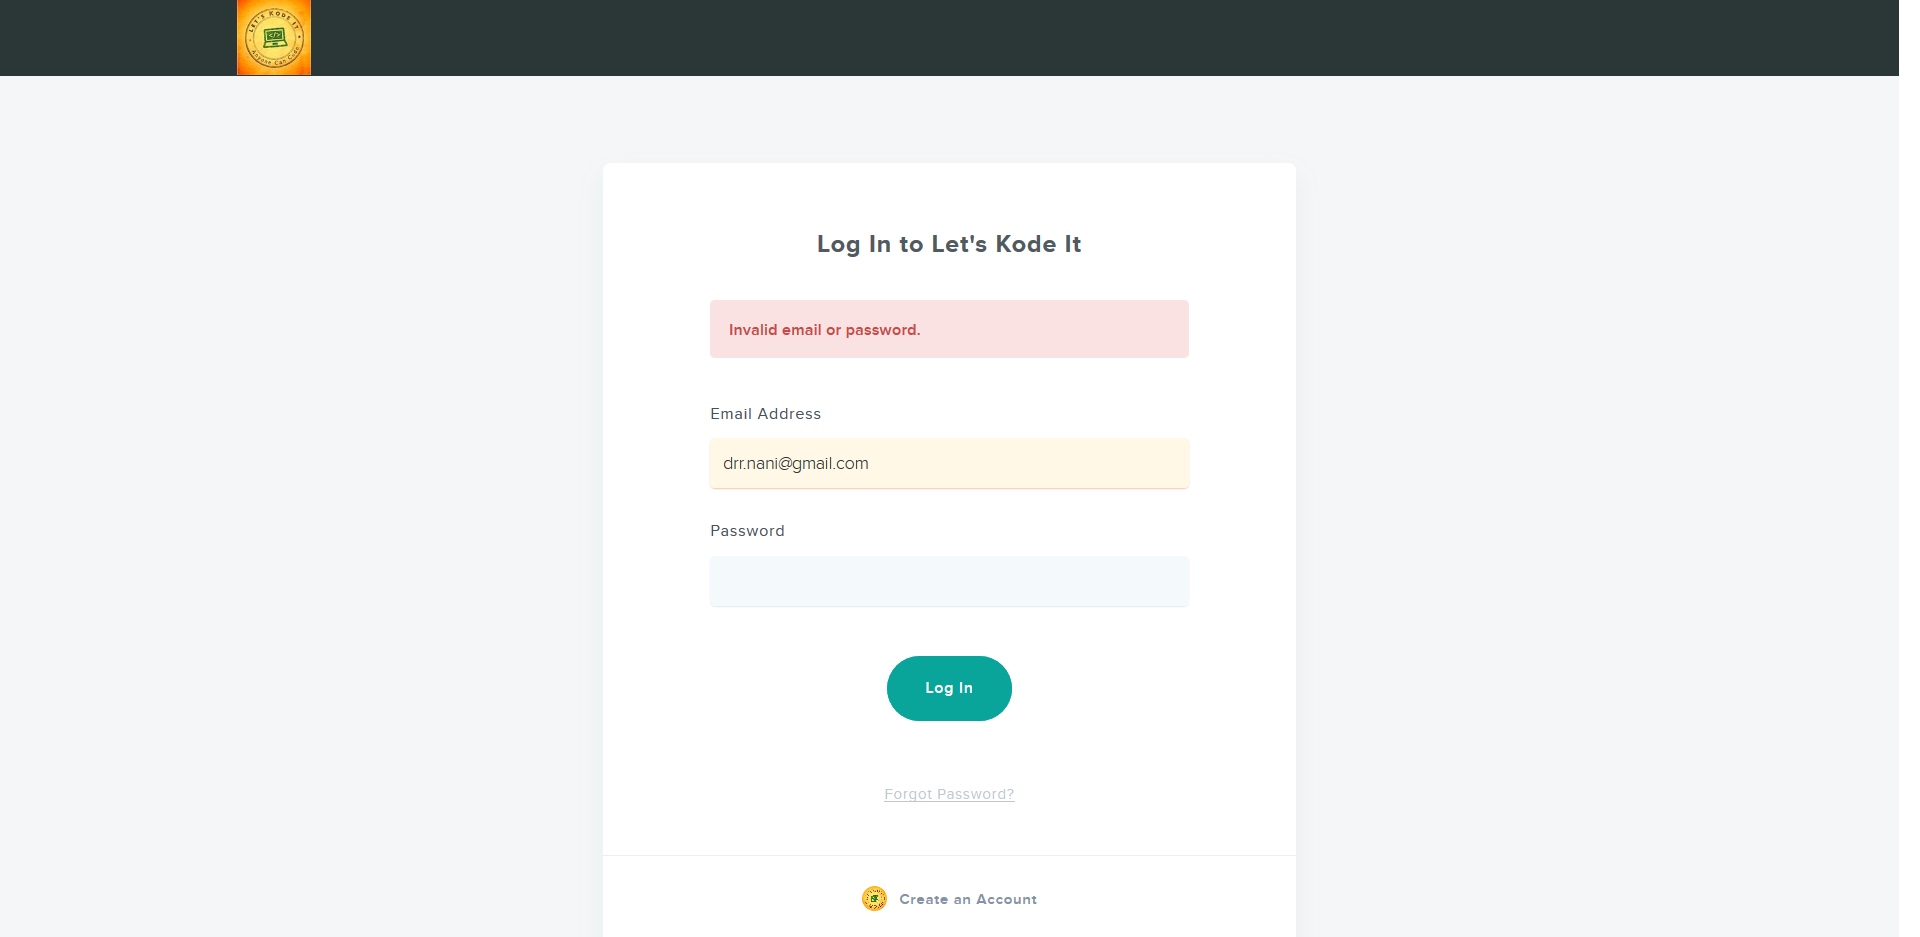 LET'S KODE IT
Anyone Can Code
Log In to Let's Kode It
Invalid email or password.
Email Address
drr.nani@gmail.com
Password
Log In
Forgot Password?
Create an Account